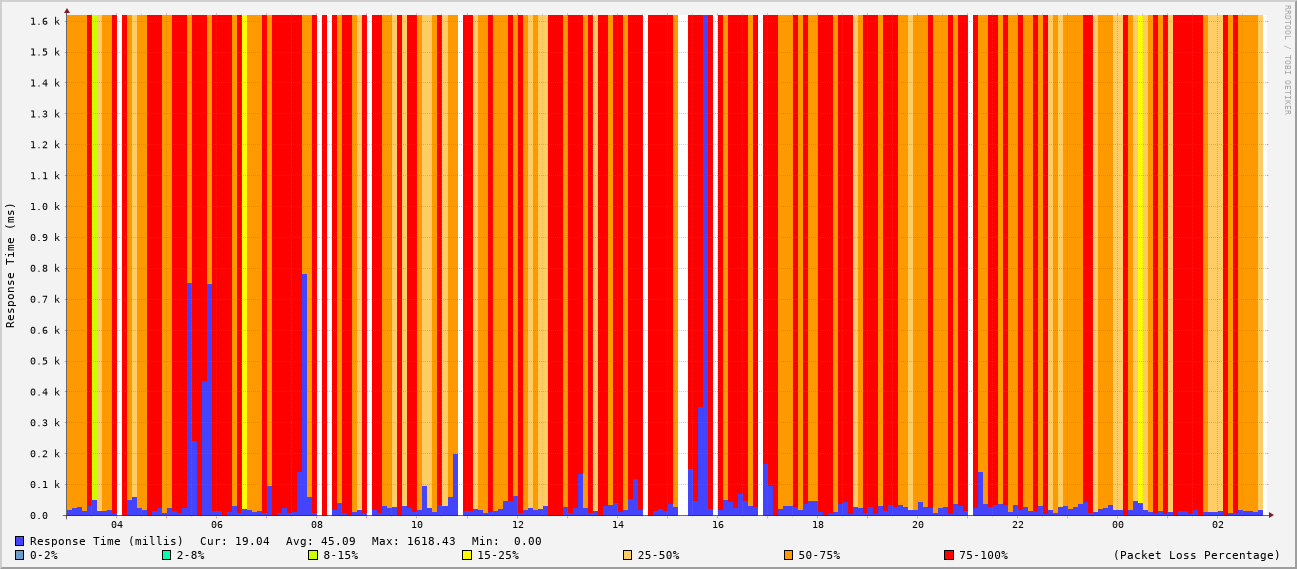 RRDTOOL / TOBI OETIKER
Response Time (ms)
1.6 k
1.5 k
1.4 k
1.3 k
1.2 k
1.1 k
1.0 k
0.9 k
0.8 k
0.7 k
0.6 k
0.5 k
0.4 k
0.3 k
0.2 k
0.1 k
0.0
04 06 08 10 12 14 16 18 20 22 00 02
Response Time (millis) Cur: 19.04 Avg: 45.09 Max: 1618.43 Min: 0.00
0-2% 2-8% 8-15% 15-25% 25-50% 50-75% 75-100% (Packet Loss Percentage)